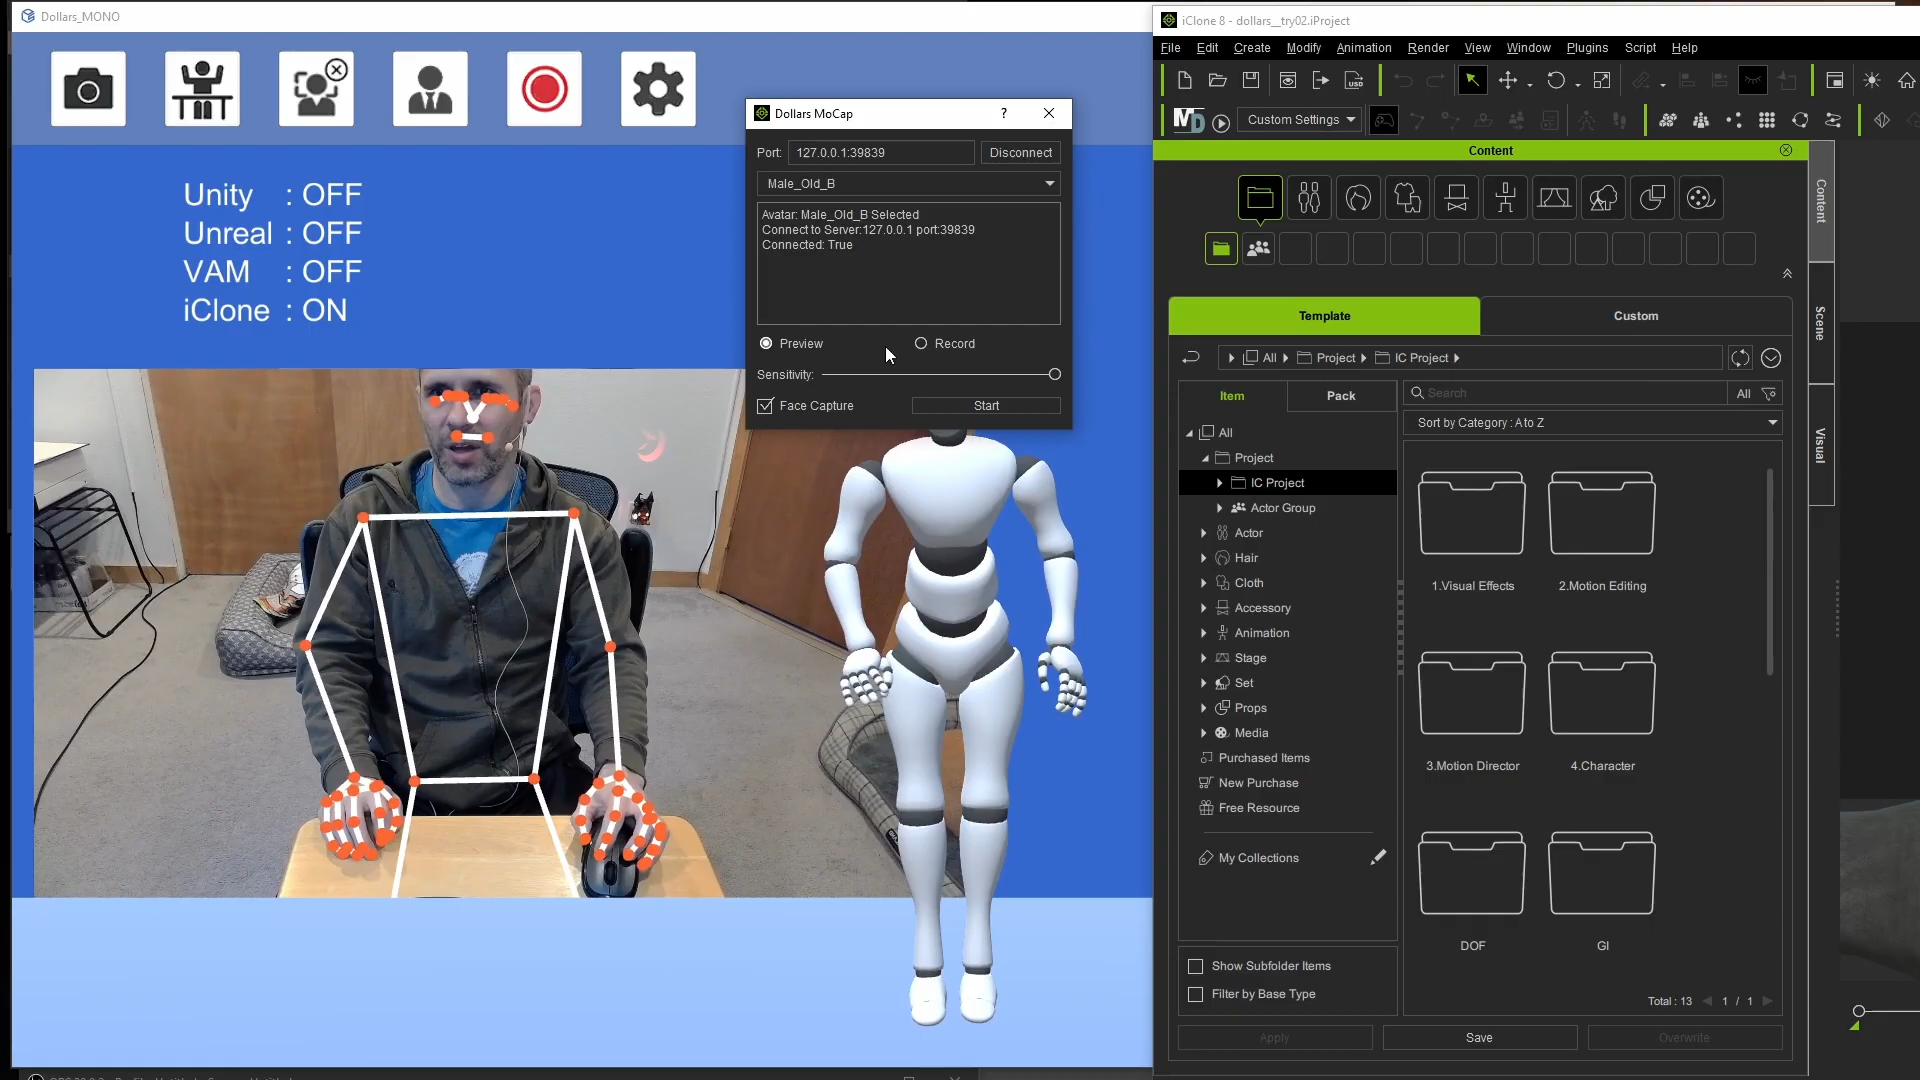 Dollars_MONO
Unity : OFF
Unreal : OFF
VAM : OFF
iClone : ON
Dollars MoCap
?
Port: 127.0.0.1:39839 Disconnect
Male_Old_B
Avatar: Male_Old_B Selected
Connect to Server:127.0.0.1 port:39839
Connected: True
Preview Record
Sensitivity:
Face Capture Start
iClone 8 - dollars__try02.iProject
File Edit Create Modify Animation Render View Window Plugins Script Help
USD
MD Custom Settings
Content
Content
Scene
Visual
Template Custom
All Project IC Project
Item Pack
Search All
Sort by Category : A to Z
All
Project
IC Project
Actor Group
Actor
Hair
Cloth
Accessory
Animation
Stage
Set
Props
Media
Purchased Items
New Purchase
Free Resource
My Collections
1.Visual Effects 2.Motion Editing
3.Motion Director 4.Character
DOF GI
Show Subfolder Items
Filter by Base Type
Total : 13 1 / 1
Apply Save Overwrite